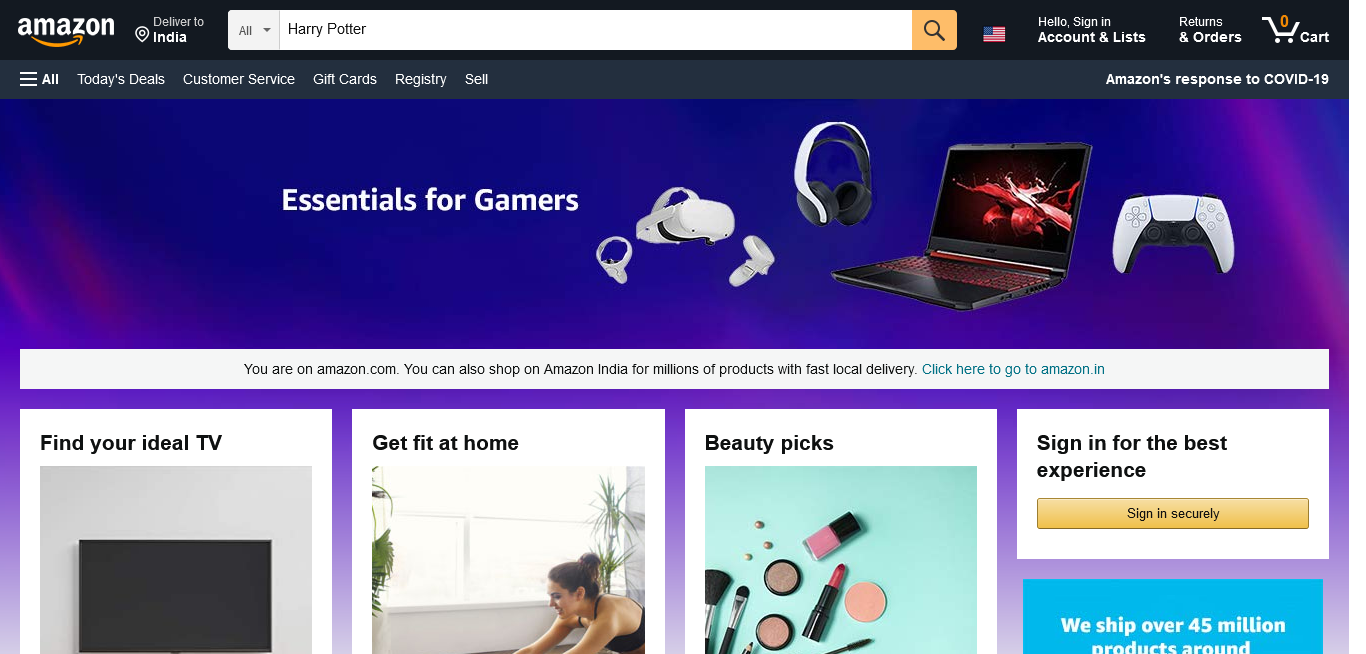 amazon
Deliver to
India
All
Harry Potter
Hello, Sign in
Account & Lists
Returns
& Orders
0
Cart
All
Today's Deals
Customer Service
Gift Cards
Registry
Sell
Amazon's response to COVID-19
Essentials for Gamers
You are on amazon.com. You can also shop on Amazon India for millions of products with fast local delivery. Click here to go to amazon.in
Find your ideal TV
Get fit at home
Beauty picks
Sign in for the best
experience
Sign in securely
We ship over 45 million
products around